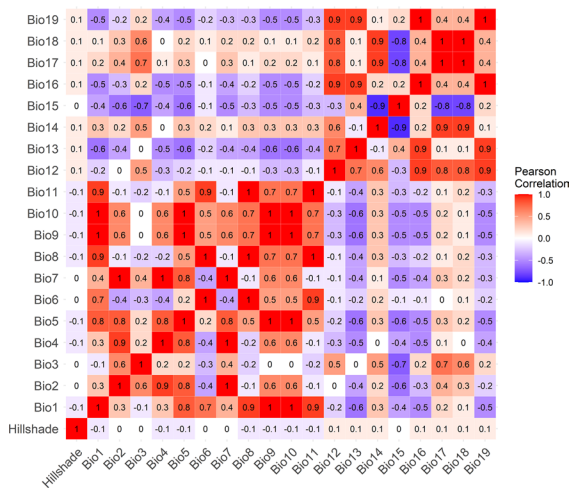 Bio19 0.1 -0.5 -0.2 0.2 -0.4 -0.5 -0.2 -0.3 -0.3 -0.5 -0.5 -0.3 0.9 0.9 0.1 0.2 1 0.4 0.4 1
Bio18 0.1 0.1 0.3 0.6 0 0.2 0.1 0.2 0.2 0.1 0.1 0.2 0.8 0.1 0.9 -0.8 0.4 1 1 0.4
Bio17 0.1 0.2 0.4 0.7 0.1 0.2 0 0.3 0.1 0.2 0.2 0.1 0.8 0.1 0.9 -0.8 0.4 1 1 0.4
Bio16 0.1 -0.5 -0.3 0.2 -0.5 -0.5 -0.1 -0.4 -0.2 -0.5 -0.5 -0.3 0.9 0.9 0.2 0.2 1 0.4 0.4 1
Bio15 0 -0.4 -0.6 -0.7 -0.4 -0.6 -0.1 -0.5 -0.3 -0.5 -0.5 -0.3 -0.3 0.4 -0.9 1 0.2 -0.8 -0.8 0.2
Bio14 0.1 0.3 0.2 0.5 0 0.3 0.2 0.1 0.3 0.3 0.3 0.3 0.6 -0.1 1 -0.9 0.2 0.9 0.9 0.1
Bio13 0.1 -0.6 -0.4 0 -0.5 -0.6 -0.2 -0.4 -0.3 -0.6 -0.6 -0.4 0.7 1 -0.1 0.4 0.9 0.1 0.1 0.9
Bio12 0.1 -0.2 0 0.5 -0.3 -0.2 -0.1 -0.1 -0.1 -0.3 -0.3 -0.1 1 0.7 0.6 -0.3 0.9 0.8 0.8 0.9
Bio11 -0.1 0.9 -0.1 -0.2 -0.1 0.5 0.9 -0.1 1 0.7 0.7 1 -0.1 -0.4 0.3 -0.3 -0.3 0.1 0.2 -0.3
Bio10 -0.1 1 0.6 0 0.6 1 0.5 0.6 0.7 1 1 0.7 -0.3 -0.6 0.3 -0.5 -0.5 0.2 0.1 -0.5
Bio9 -0.1 1 0.6 0 0.6 1 0.5 0.6 0.7 1 1 0.7 -0.3 -0.6 0.3 -0.5 -0.5 0.2 0.1 -0.5
Bio8 -0.1 0.9 -0.1 -0.2 -0.2 0.5 1 -0.1 1 0.7 0.7 1 -0.1 -0.3 0.3 -0.3 -0.2 0.1 0.2 -0.3
Bio7 0 0.4 1 0.4 1 0.8 -0.4 1 -0.1 0.6 0.6 -0.1 -0.1 -0.4 0.1 -0.5 -0.4 0.3 0.2 -0.3
Bio6 0 0.7 -0.4 -0.3 -0.4 0.2 1 -0.4 1 0.5 0.5 0.9 -0.1 -0.2 0.2 -0.1 -0.1 0 0.1 -0.2
Bio5 -0.1 0.8 0.8 0.2 0.8 1 0.2 0.8 0.5 1 1 0.5 -0.2 -0.6 0.3 -0.6 -0.5 0.2 0.2 -0.5
Bio4 -0.1 0.3 0.9 0.2 1 0.8 -0.4 1 -0.2 0.6 0.6 -0.1 -0.3 -0.5 0 -0.4 -0.5 0.1 0 -0.4
Bio3 0 -0.1 0.6 1 0.2 0.2 -0.3 0.4 -0.2 0 0 -0.2 0.5 0 0.5 -0.7 0.2 0.7 0.6 0.2
Bio2 0 0.3 1 0.6 0.9 0.8 -0.4 1 -0.1 0.6 0.6 -0.1 0 -0.4 0.2 -0.6 -0.3 0.4 0.3 -0.2
Bio1 -0.1 1 0.3 -0.1 0.3 0.8 0.7 0.4 0.9 1 1 0.9 -0.2 -0.6 0.3 -0.4 -0.5 0.2 0.1 -0.5
Hillshade 1 -0.1 0 0 -0.1 -0.1 0 0 -0.1 -0.1 -0.1 -0.1 0.1 0.1 0.1 0 0.1 0.1 0.1 0.1
Hillshade Bio1 Bio2 Bio3 Bio4 Bio5 Bio6 Bio7 Bio8 Bio9 Bio10 Bio11 Bio12 Bio13 Bio14 Bio15 Bio16 Bio17 Bio18 Bio19
Pearson
Correlation
1.0
0.5
0.0
-0.5
-1.0